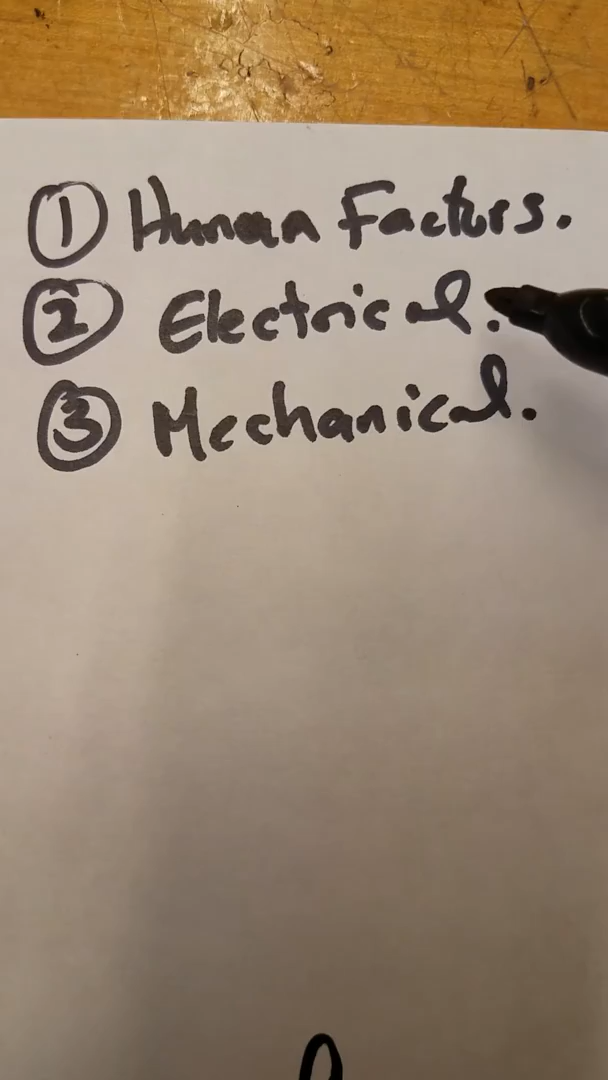 ① Human Factors.
② Electrical.
③ Mechanical.